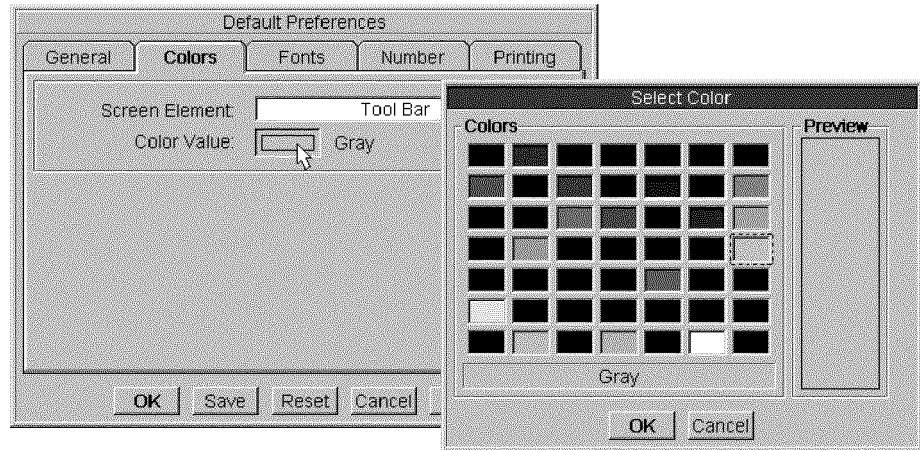 Default Preferences
General Colors Fonts Number Printing
Screen Element: Tool Bar
Color Value: Gray
OK Save Reset Cancel
Select Color
Colors Preview
Gray
OK Cancel